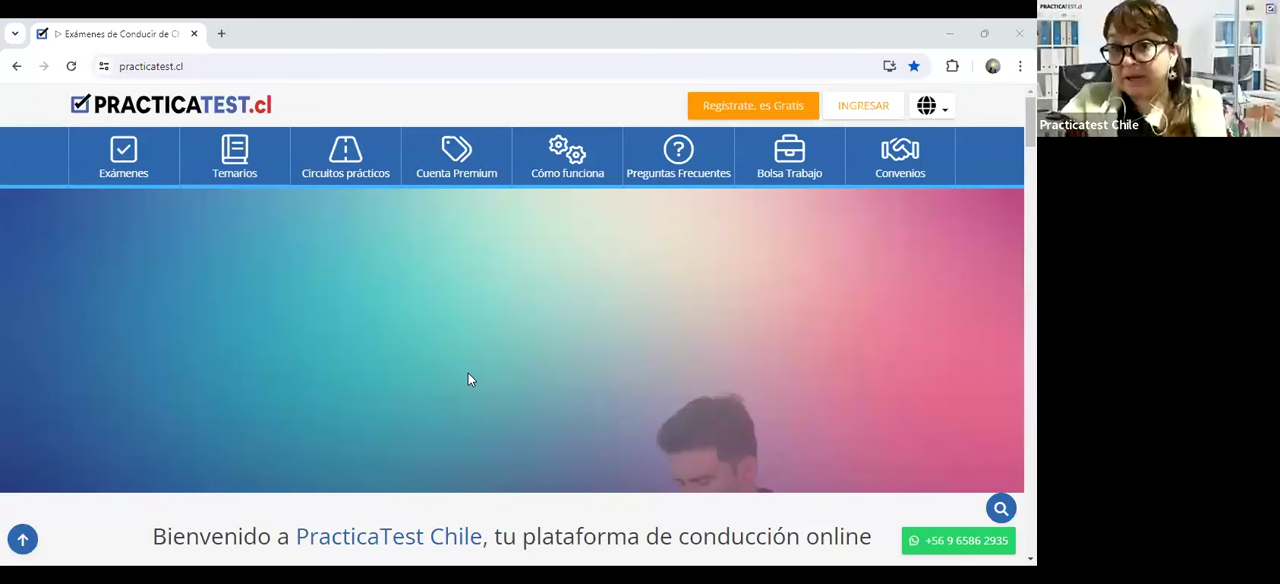 ▷ Exámenes de Conducir de C
practicatest.cl
PRACTICATEST.cl
Regístrate, es Gratis
INGRESAR
Exámenes
Temarios
Circuitos prácticos
Cuenta Premium
Cómo funciona
Preguntas Frecuentes
Bolsa Trabajo
Convenios
Bienvenido a PracticaTest Chile, tu plataforma de conducción online
+56 9 6586 2935
PRACTICATEST.cl
Practicatest Chile